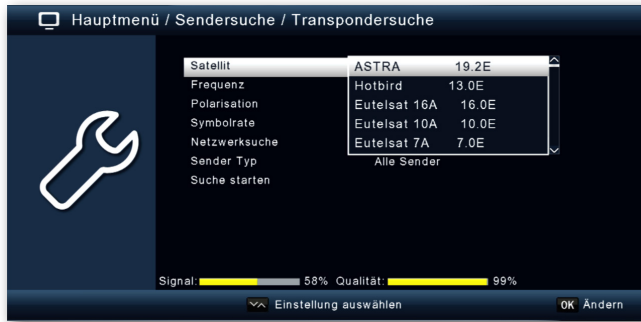 Hauptmenü / Sendersuche / Transpondersuche
Satellit ASTRA 19.2E
Frequenz Hotbird 13.0E
Polarisation Eutelsat 16A 16.0E
Symbolrate Eutelsat 10A 10.0E
Netzwerksuche Eutelsat 7A 7.0E
Sender Typ Alle Sender
Suche starten
Signal: 58% Qualität: 99%
Einstellung auswählen OK Ändern